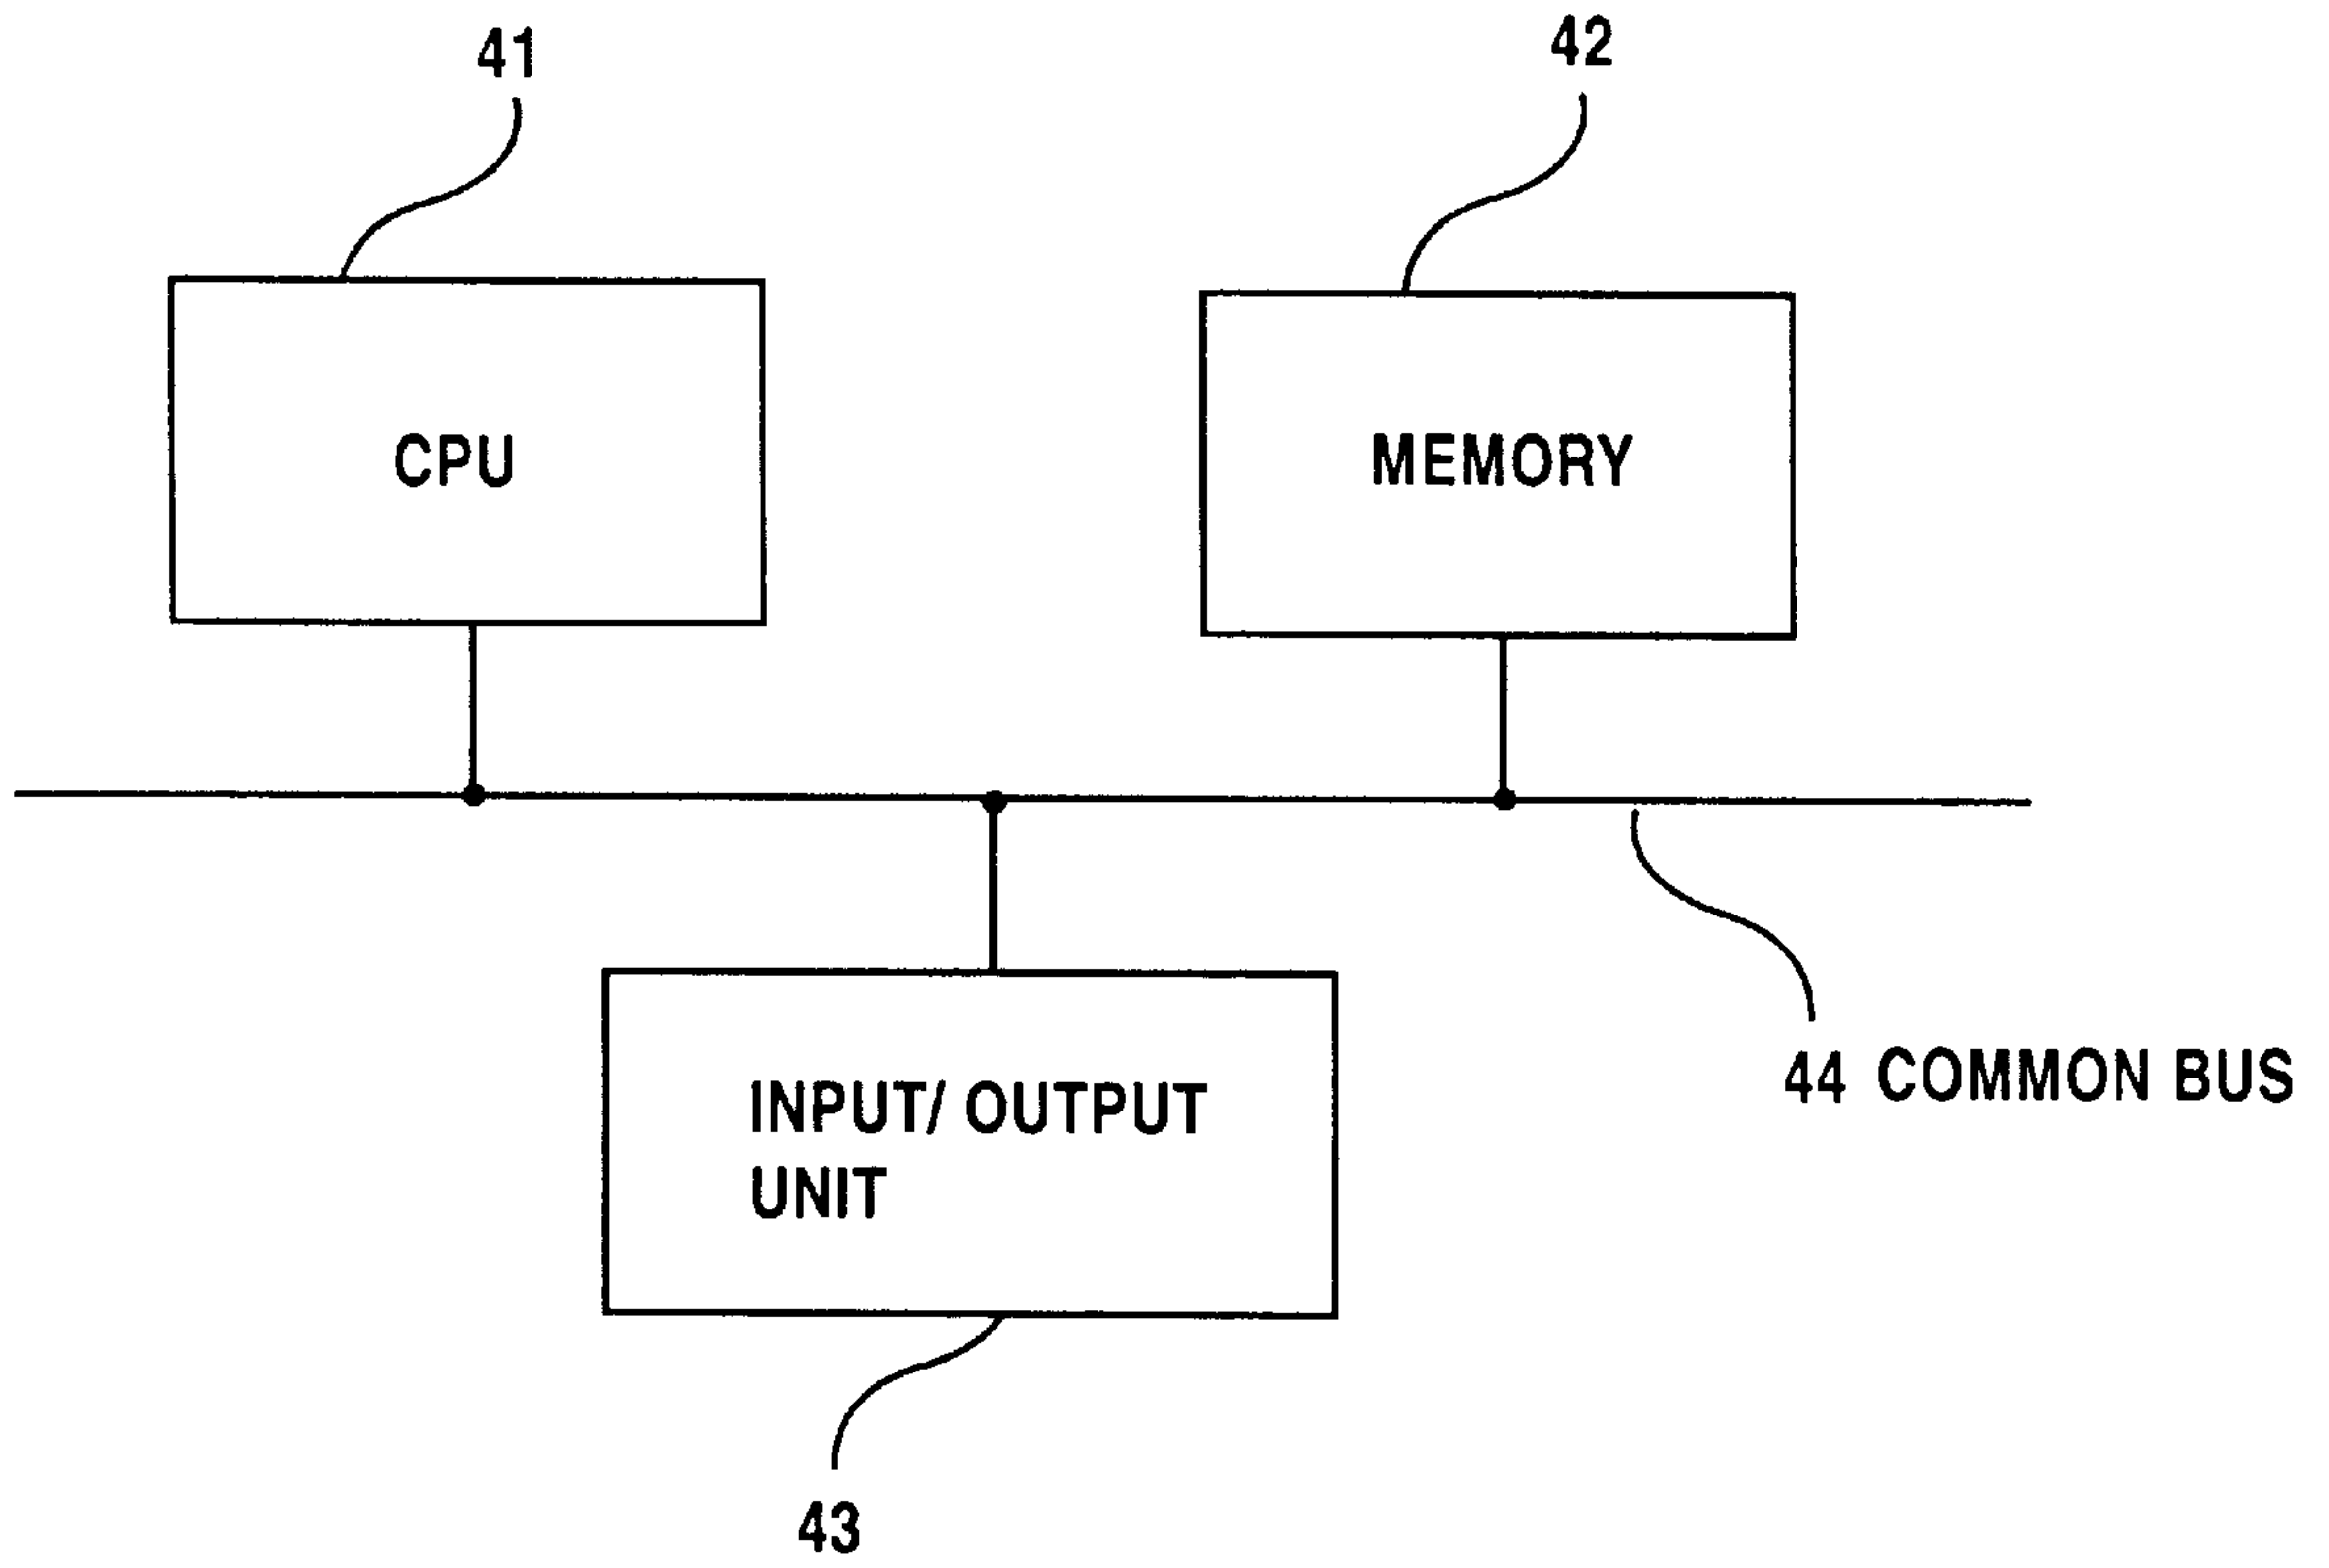 41
42
CPU
MEMORY
INPUT/ OUTPUT
UNIT
44 COMMON BUS
43